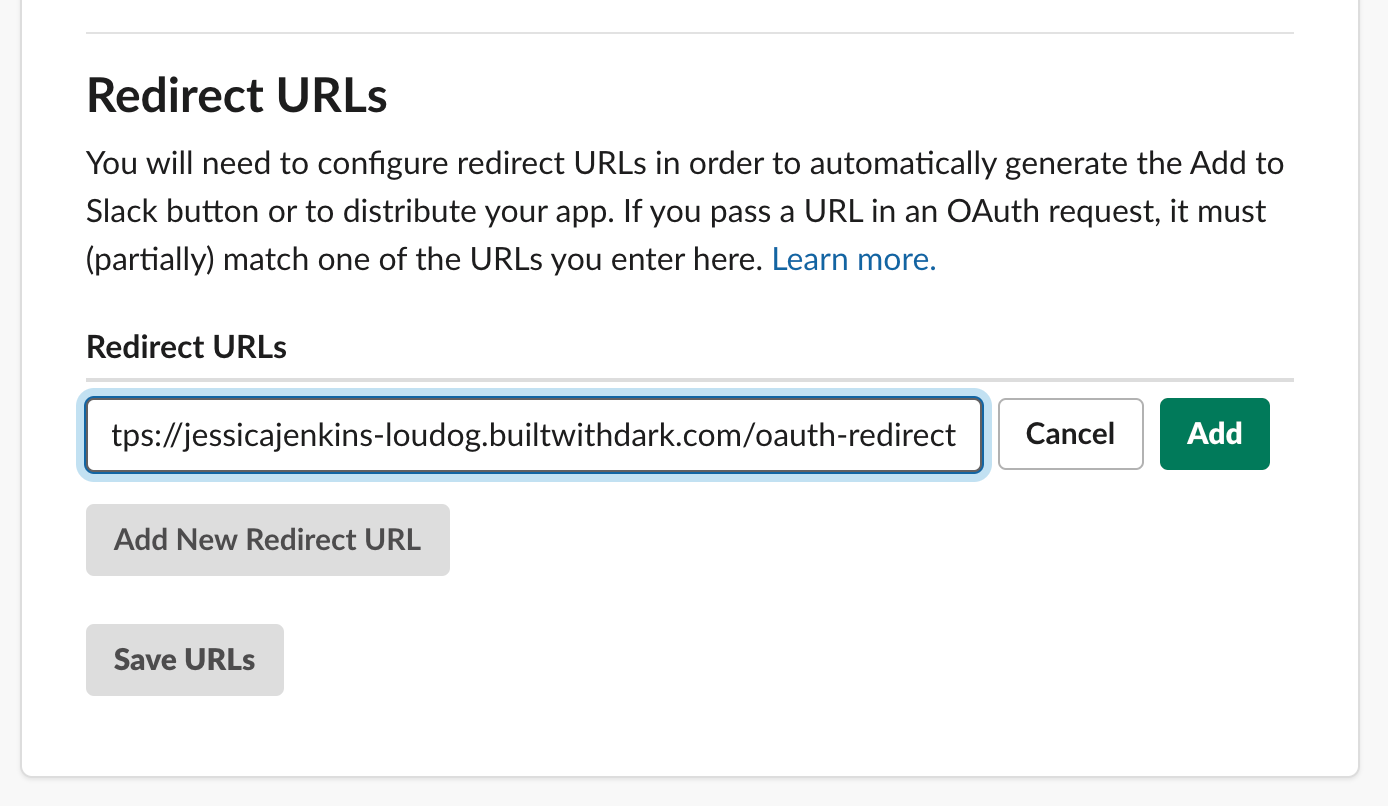 Redirect URLs
You will need to configure redirect URLs in order to automatically generate the Add to
Slack button or to distribute your app. If you pass a URL in an OAuth request, it must
(partially) match one of the URLs you enter here. Learn more.
Redirect URLs
tps://jessicajenkins-loudog.builtwithdark.com/oauth-redirect Cancel Add
Add New Redirect URL
Save URLs